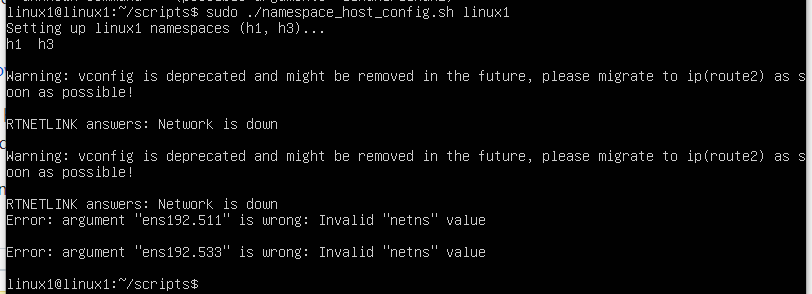 linux1@linux1:~/scripts$ sudo ./namespace_host_config.sh linux1
Setting up linux1 namespaces (h1, h3)...
h1  h3
Warning: vconfig is deprecated and might be removed in the future, please migrate to ip(route2) as s
oon as possible!
RTNETLINK answers: Network is down
Warning: vconfig is deprecated and might be removed in the future, please migrate to ip(route2) as s
oon as possible!
RTNETLINK answers: Network is down
Error: argument "ens192.511" is wrong: Invalid "netns" value
Error: argument "ens192.533" is wrong: Invalid "netns" value
linux1@linux1:~/scripts$